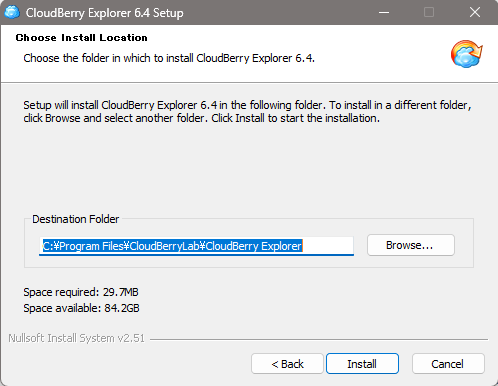 CloudBerry Explorer 6.4 Setup
Choose Install Location
Choose the folder in which to install CloudBerry Explorer 6.4.
Setup will install CloudBerry Explorer 6.4 in the following folder. To install in a different folder,
click Browse and select another folder. Click Install to start the installation.
Destination Folder
C:¥Program Files¥CloudBerryLab¥CloudBerry Explorer
Browse...
Space required: 29.7MB
Space available: 84.2GB
Nullsoft Install System v2.51
< Back
Install
Cancel